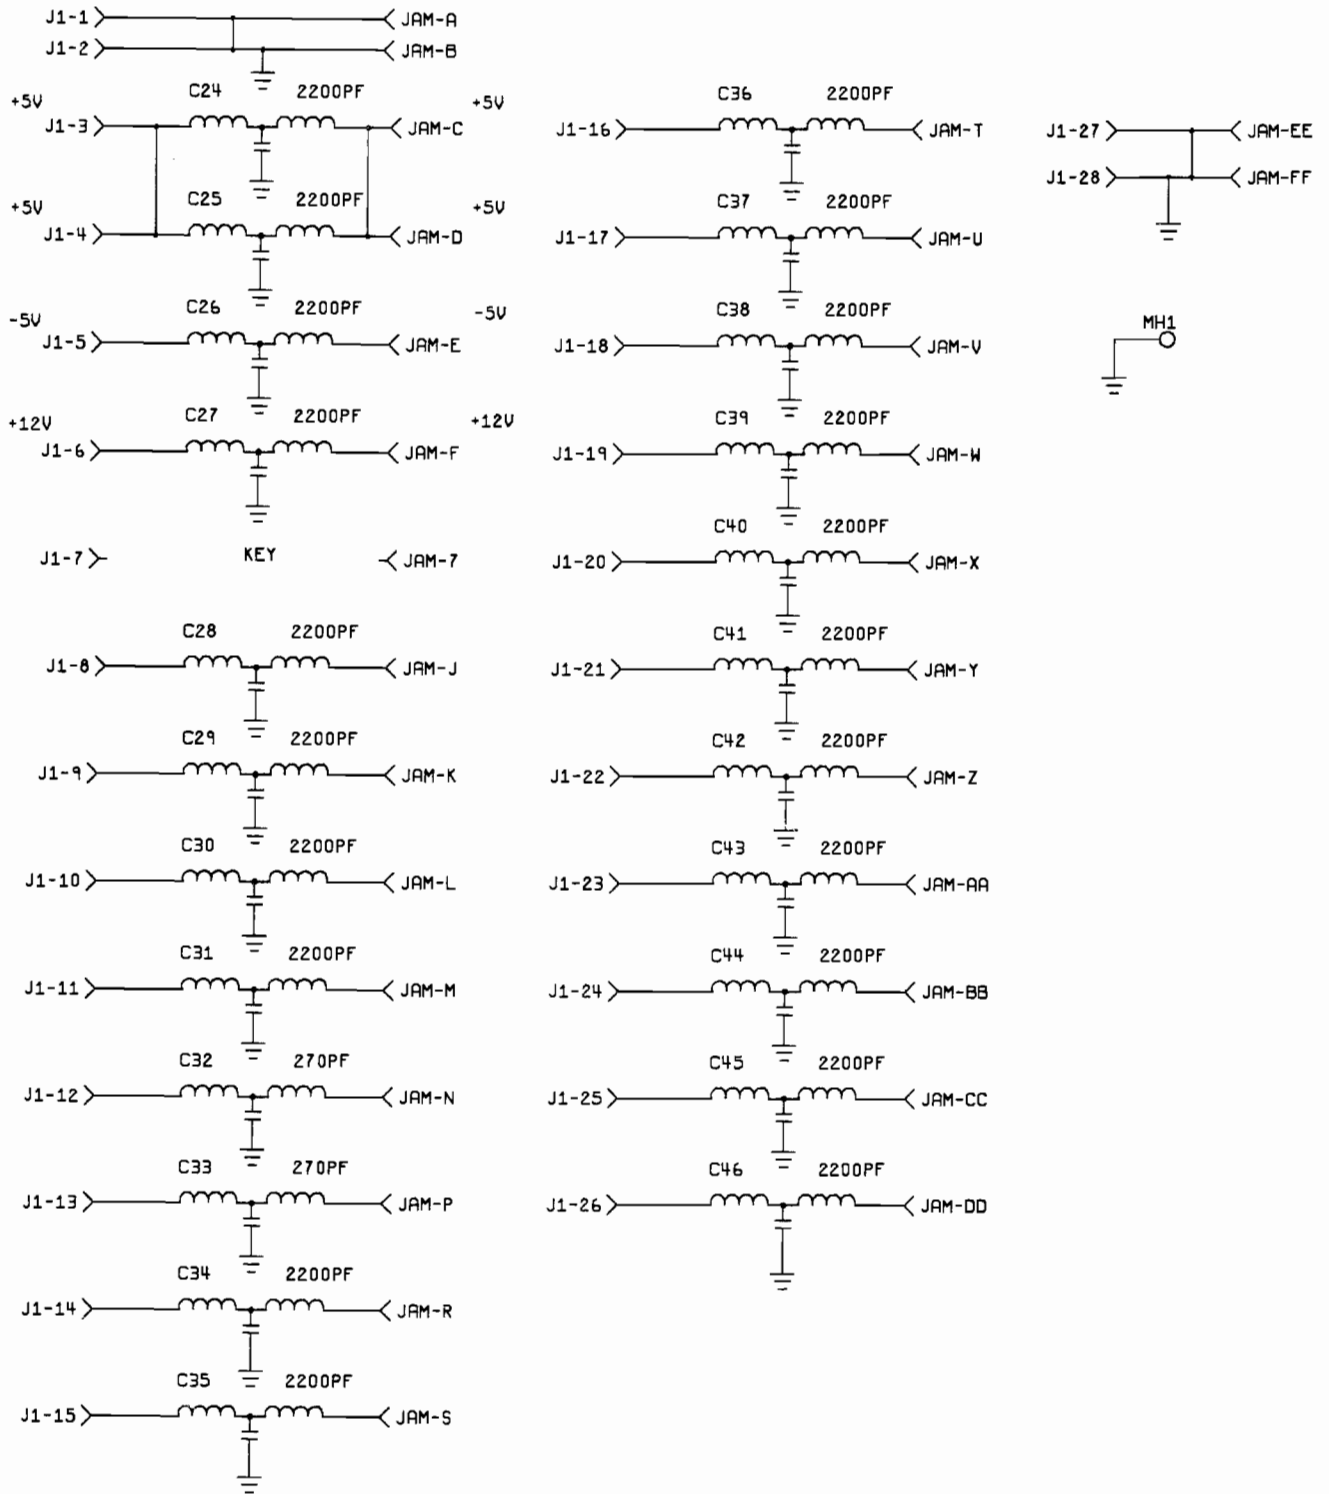 J1-1 JAM-A
J1-2 JAM-B
C24 2200PF
+5V +5V
J1-3 JAM-C
C25 2200PF
+5V +5V
J1-4 JAM-D
C26 2200PF
-5V -5V
J1-5 JAM-E
C27 2200PF
+12V +12V
J1-6 JAM-F
J1-7 KEY JAM-7
C28 2200PF
J1-8 JAM-J
C29 2200PF
J1-9 JAM-K
C30 2200PF
J1-10 JAM-L
C31 2200PF
J1-11 JAM-M
C32 270PF
J1-12 JAM-N
C33 270PF
J1-13 JAM-P
C34 2200PF
J1-14 JAM-R
C35 2200PF
J1-15 JAM-S
C36 2200PF
J1-16 JAM-T
C37 2200PF
J1-17 JAM-U
C38 2200PF
J1-18 JAM-V
C39 2200PF
J1-19 JAM-W
C40 2200PF
J1-20 JAM-X
C41 2200PF
J1-21 JAM-Y
C42 2200PF
J1-22 JAM-Z
C43 2200PF
J1-23 JAM-AA
C44 2200PF
J1-24 JAM-BB
C45 2200PF
J1-25 JAM-CC
C46 2200PF
J1-26 JAM-DD
J1-27 JAM-EE
J1-28 JAM-FF
MH1